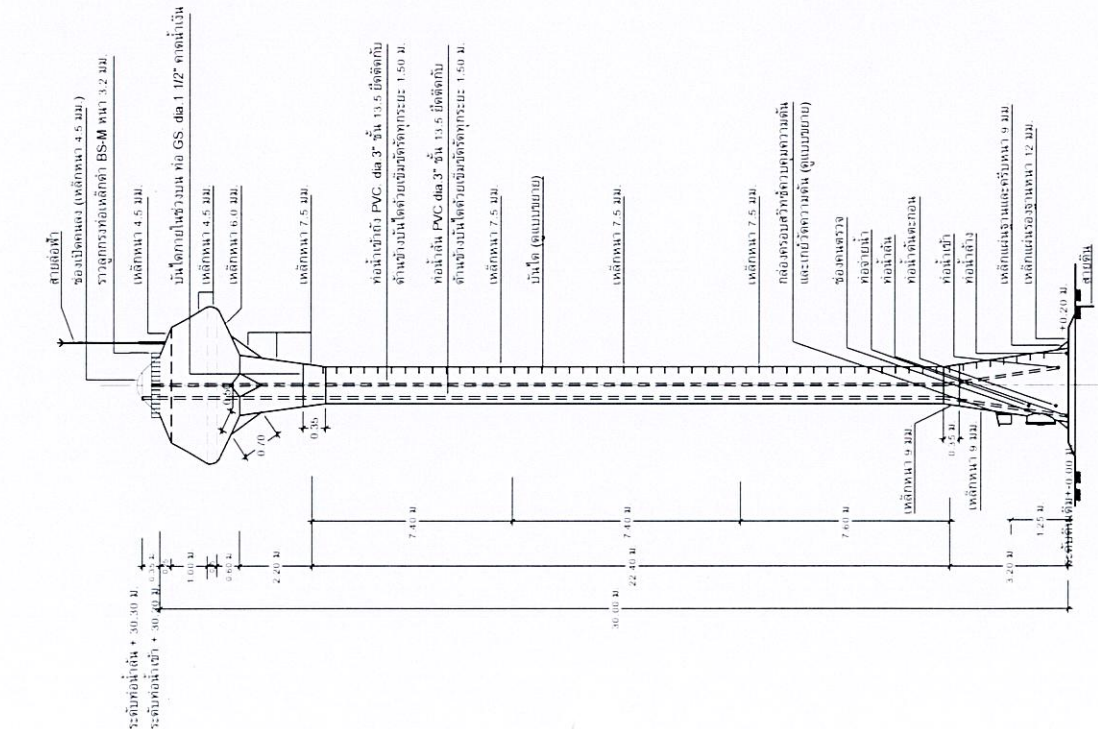 สายล่อฟ้า
ช่องเปิดคนลง (เหล็กหนา 4.5 มม.)
ราวลูกกรงท่อเหล็กดำ BS-M หนา 3.2 มม.
เหล็กหนา 4.5 มม.
บันไดภายในช่วงบน ท่อ GS dia.1 1/2" คาดน้ำเงิน
เหล็กหนา 4.5 มม.
เหล็กหนา 6.0 มม.
เหล็กหนา 7.5 มม.
ท่อน้ำเข้าถัง PVC. dia 3" ชั้น 13.5 ยึดติดกับ
ด้านข้างบันไดด้วยเข็มขัดรัดทุกระยะ 1.50 ม.
ท่อน้ำล้น PVC dia 3" ชั้น 13.5 ยึดติดกับ
ด้านข้างบันไดด้วยเข็มขัดรัดทุกระยะ 1.50 ม.
เหล็กหนา 7.5 มม.
บันได (ดูแบบขยาย)
เหล็กหนา 7.5 มม.
เหล็กหนา 7.5 มม.
กล่องครอบสวิทซ์ควบคุมความดัน
และเกย์วัดความดัน (ดูแบบขยาย)
ช่องคนตรวจ
ท่อจ่ายน้ำ
ท่อน้ำล้น
ท่อน้ำดันตะกอน
ท่อน้ำเข้า
ท่อน้ำล้าง
เหล็กแผ่นฐานและครีบหนา 9 มม.
เหล็กแผ่นรองฐานหนา 12 มม.
+0.20 ม.
สายดิน
0.70
0.35
เหล็กหนา 9 มม.
0.35 ม.
เหล็กหนา 9 มม.
7.40 ม
7.40 ม
7.60 ม
1.25 ม.
ระดับดินเดิม+-0.00 ม.
0.35 ม
1.00 ม
0.60 ม
2.20 ม
22.40 ม
3.20 ม
30.00 ม
ระดับท่อน้ำล้น + 30.30 ม.
ระดับท่อน้ำเข้า + 30.20 ม.